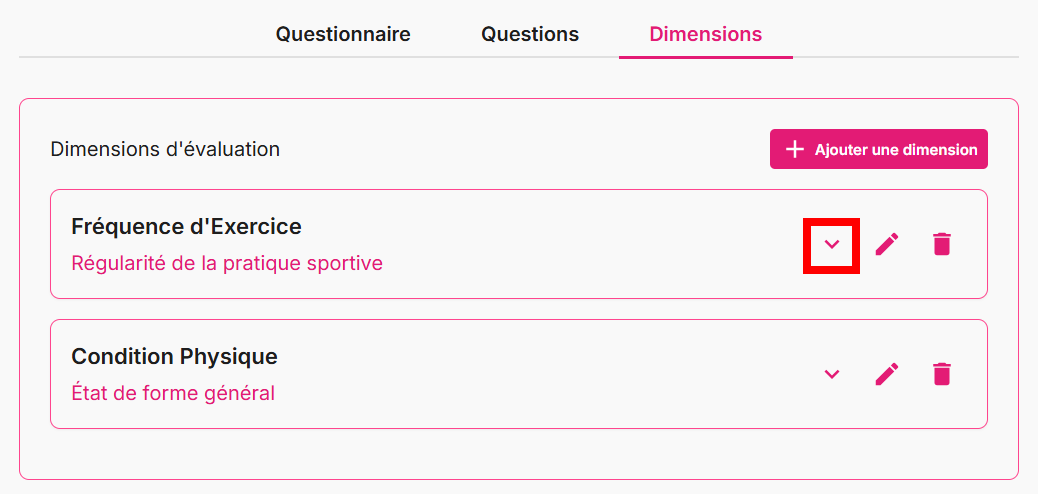 Questionnaire Questions Dimensions
Dimensions d'évaluation
Ajouter une dimension
Fréquence d'Exercice
Régularité de la pratique sportive
Condition Physique
État de forme général